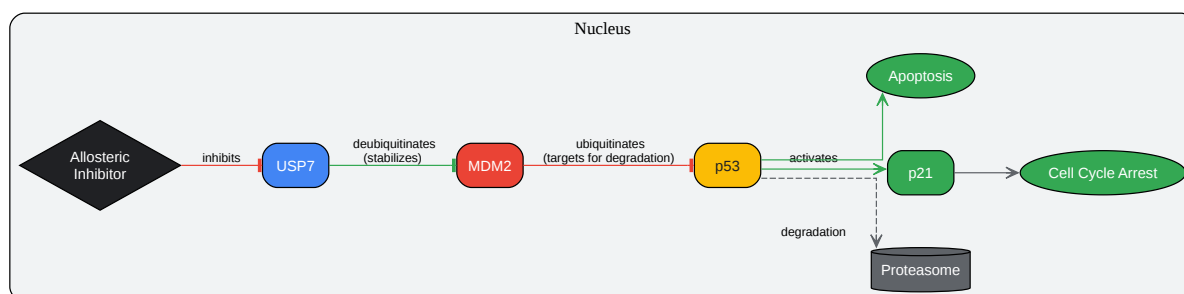 Nucleus
Apoptosis
Allosteric
Inhibitor
inhibits
USP7
deubiquitinates
(stabilizes)
MDM2
ubiquitinates
(targets for degradation)
p53
activates
p21
Cell Cycle Arrest
degradation
Proteasome